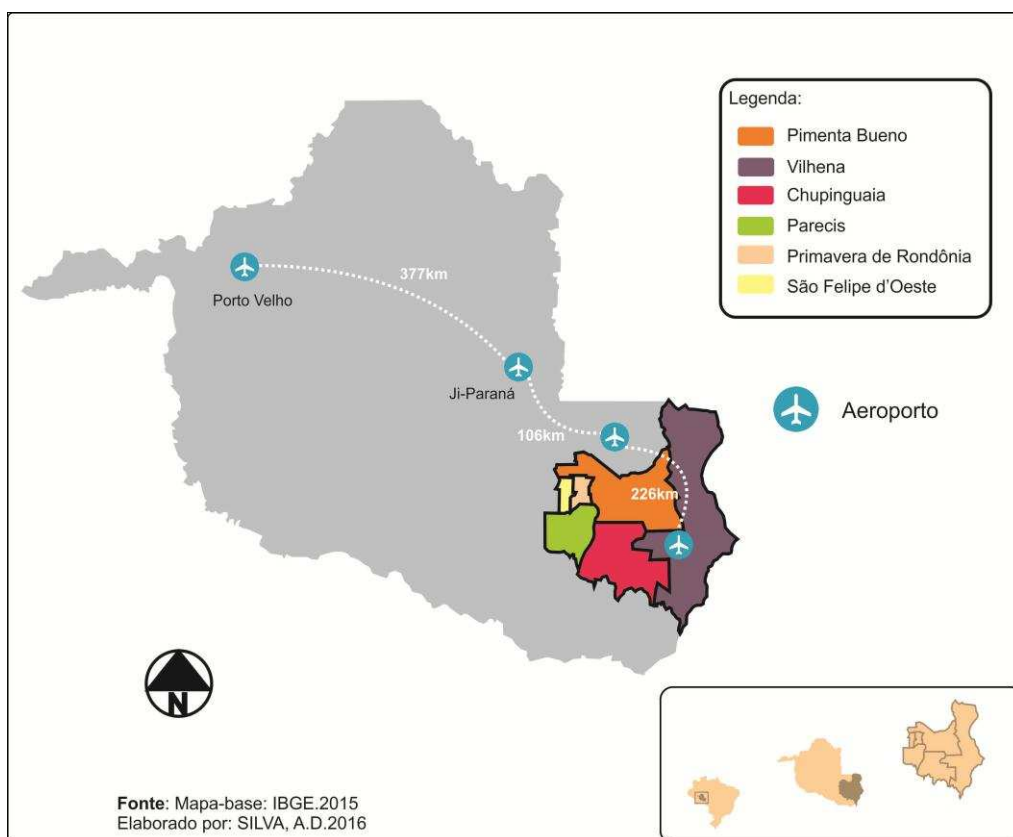 Legenda:
Pimenta Bueno
Vilhena
Chupinguaia
Parecis
Primavera de Rondônia
São Felipe d'Oeste
377km
Porto Velho
Ji-Paraná
106km
Aeroporto
226km
N
Fonte: Mapa-base: IBGE.2015
Elaborado por: SILVA, A.D.2016